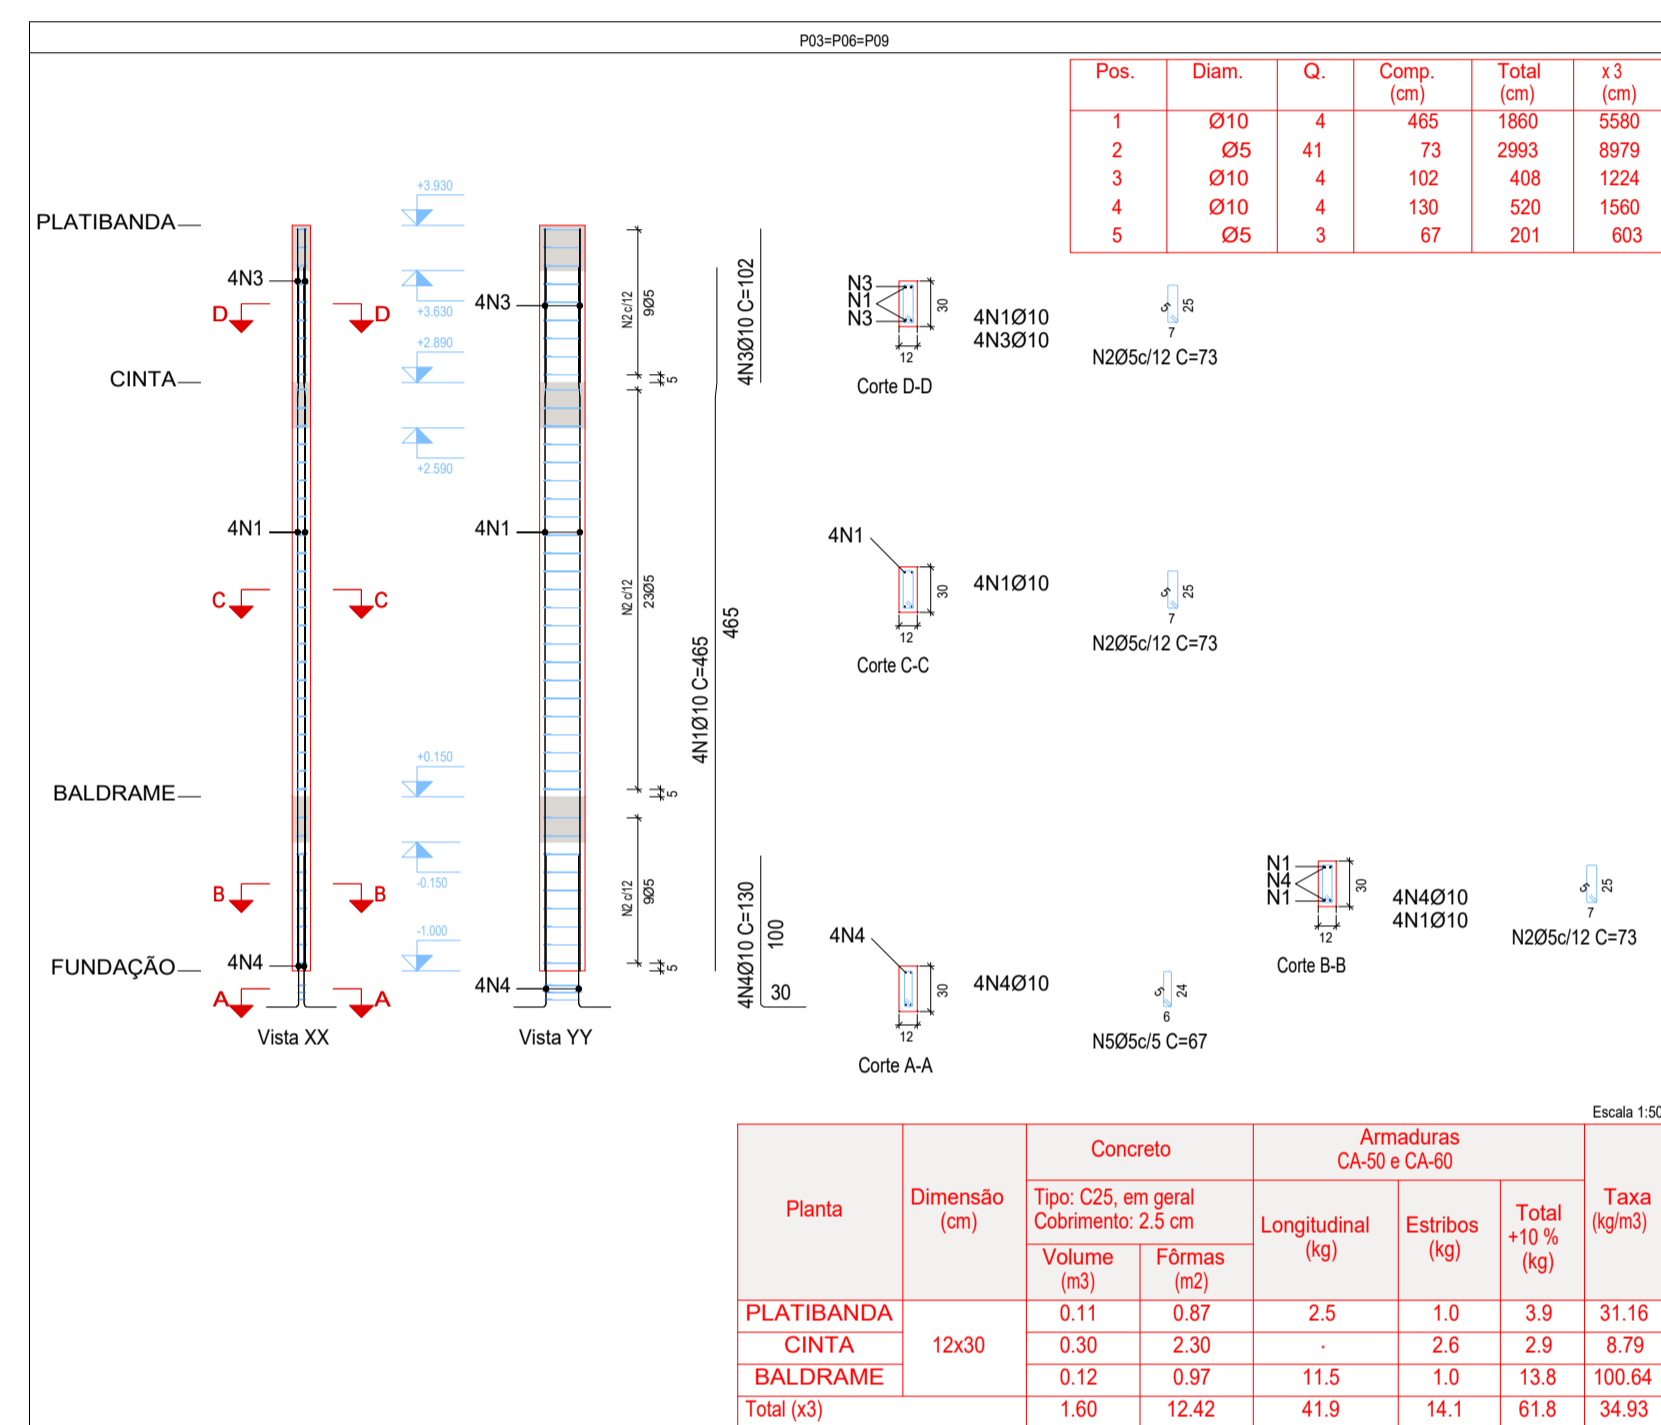 P03=P06=P09
Pos. Diam. Q. Comp. (cm) Total (cm) x 3 (cm)
1 Ø10 4 465 1860 5580
2 Ø5 41 73 2993 8979
3 Ø10 4 102 408 1224
4 Ø10 4 130 520 1560
5 Ø5 3 67 201 603
PLATIBANDA
CINTA
BALDRAME
FUNDAÇÃO
4N3
D D
4N1
C C
B B
4N4
A A
Vista XX
+3.930
+3.630
+2.890
+2.590
+0.150
-0.150
-1.000
4N3
4N1
4N4
Vista YY
N2 c/12
9Ø5
5
N2 c/12
23Ø5
5
N2 c/12
9Ø5
5
4N1Ø10 C=465
465
4N3Ø10 C=102
4N4Ø10 C=130
100
30
N3
N1
N3
30
12
4N1Ø10
4N3Ø10
Corte D-D
5
25
7
N2Ø5c/12 C=73
4N1
30
12
4N1Ø10
Corte C-C
5
25
7
N2Ø5c/12 C=73
N1
N4
N1
30
12
4N4Ø10
4N1Ø10
Corte B-B
5
25
7
N2Ø5c/12 C=73
4N4
30
12
4N4Ø10
Corte A-A
5
24
6
N5Ø5c/5 C=67
Escala 1:50
Planta
Dimensão
(cm)
Concreto
Tipo: C25, em geral
Cobrimento: 2.5 cm
Volume
(m3)
Fôrmas
(m2)
Armaduras
CA-50 e CA-60
Longitudinal
(kg)
Estribos
(kg)
Total
+10 %
(kg)
Taxa
(kg/m3)
PLATIBANDA 0.11 0.87 2.5 1.0 3.9 31.16
CINTA 12x30 0.30 2.30 · 2.6 2.9 8.79
BALDRAME 0.12 0.97 11.5 1.0 13.8 100.64
Total (x3) 1.60 12.42 41.9 14.1 61.8 34.93